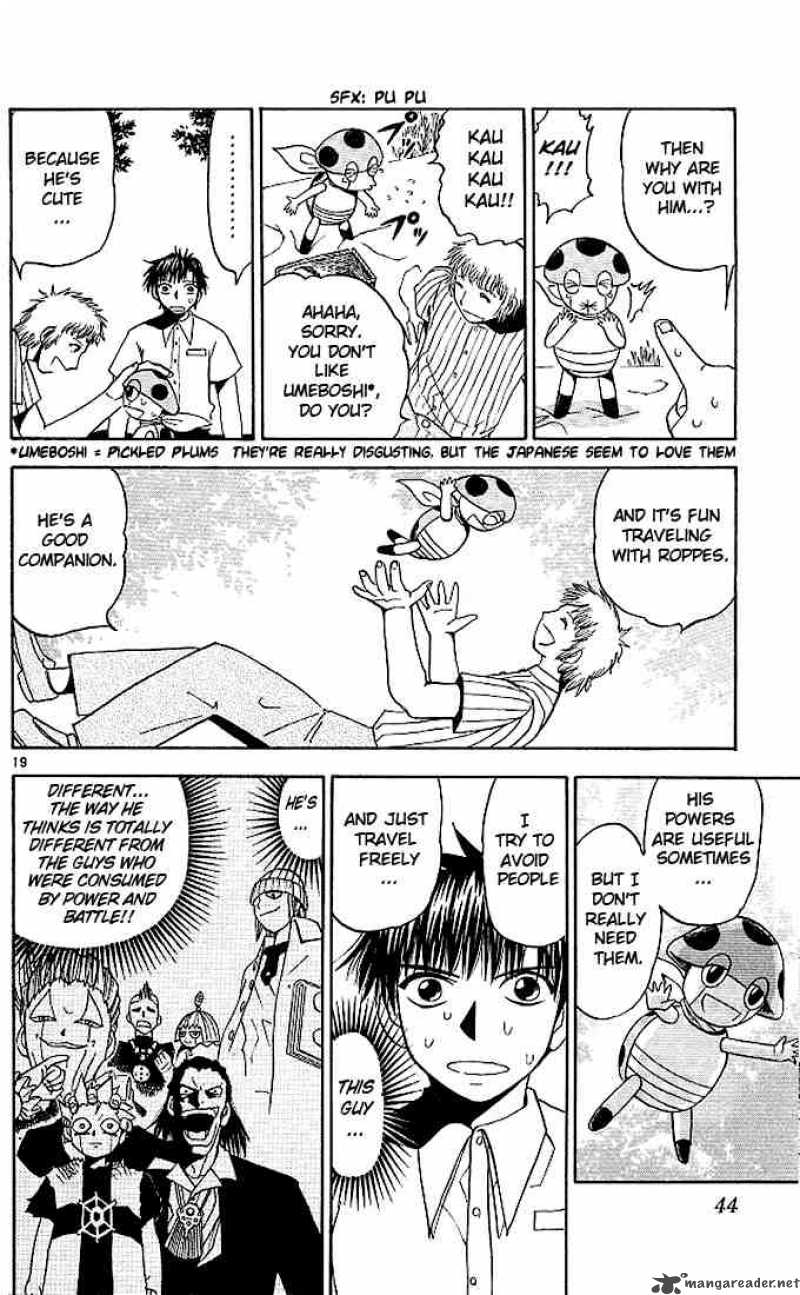 SFX: PU PU
THEN
WHY ARE
YOU WITH
HIM...?
KAU
!!!
KAU
KAU
KAU
KAU!!
AHAHA,
SORRY.
YOU DON'T
LIKE
UMEBOSHI*,
DO YOU?
.........
BECAUSE
HE'S
CUTE
...
*UMEBOSHI = PICKLED PLUMS THEY'RE REALLY DISGUSTING, BUT THE JAPANESE SEEM TO LOVE THEM
AND IT'S FUN
TRAVELING
WITH ROPPES.
HE'S A
GOOD
COMPANION.
19
HIS
POWERS
ARE USEFUL
SOMETIMES
...
BUT I
DON'T
REALLY
NEED
THEM.
I
TRY TO
AVOID
PEOPLE
AND JUST
TRAVEL
FREELY
...
THIS
GUY
...
HE'S
...
DIFFERENT...
THE WAY HE
THINKS IS TOTALLY
DIFFERENT FROM
THE GUYS WHO
WERE CONSUMED
BY POWER AND
BATTLE!!
44
mangareader.net